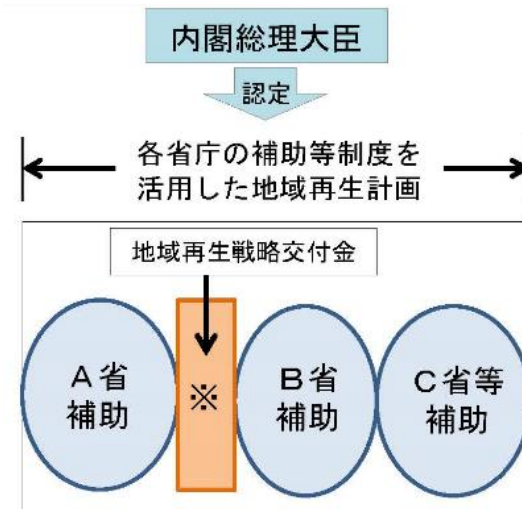 内閣総理大臣
認定
各省庁の補助等制度を
活用した地域再生計画
地域再生戦略交付金
A省
補助
※
B省
補助
C省等
補助